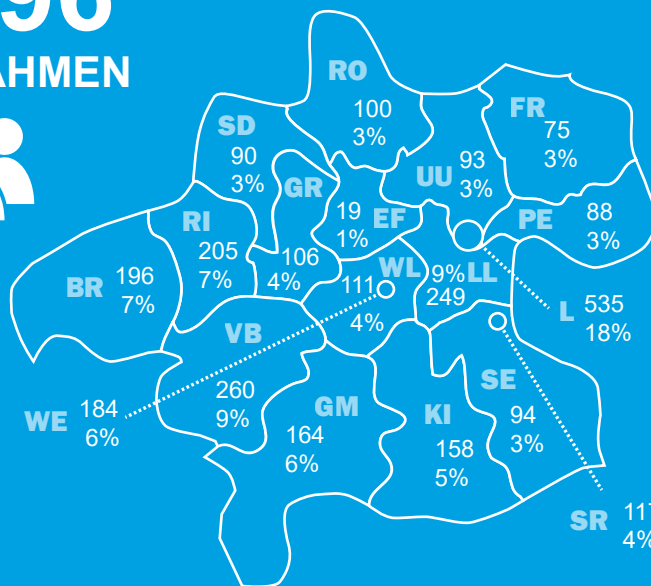 96
AHMEN
RO
100
3%
FR
75
3%
SD
90
3%
UU
93
3%
GR
106
4%
EF
19
1%
PE
88
3%
RI
205
7%
BR
196
7%
WL
111
4%
LL
9%
249
L
535
18%
VB
260
9%
WE
184
6%
GM
164
6%
KI
158
5%
SE
94
3%
SR
117
4%